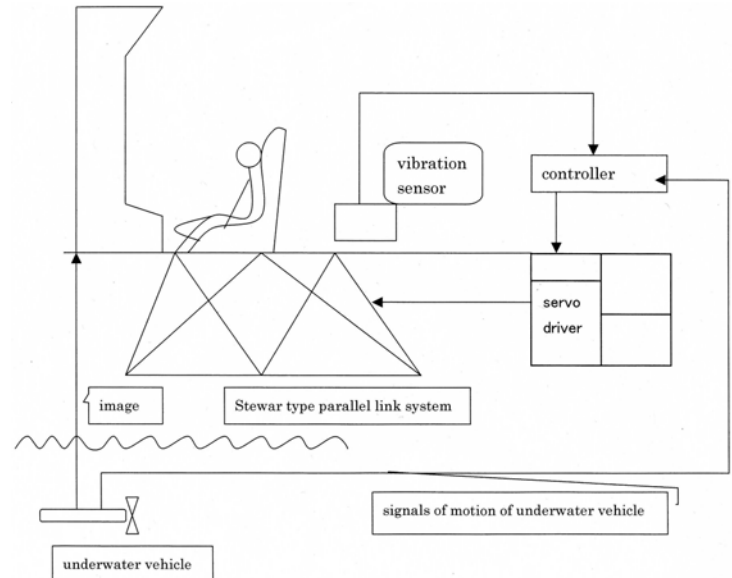 vibration
sensor
controller
servo
driver
image
Stewar type parallel link system
signals of motion of underwater vehicle
underwater vehicle